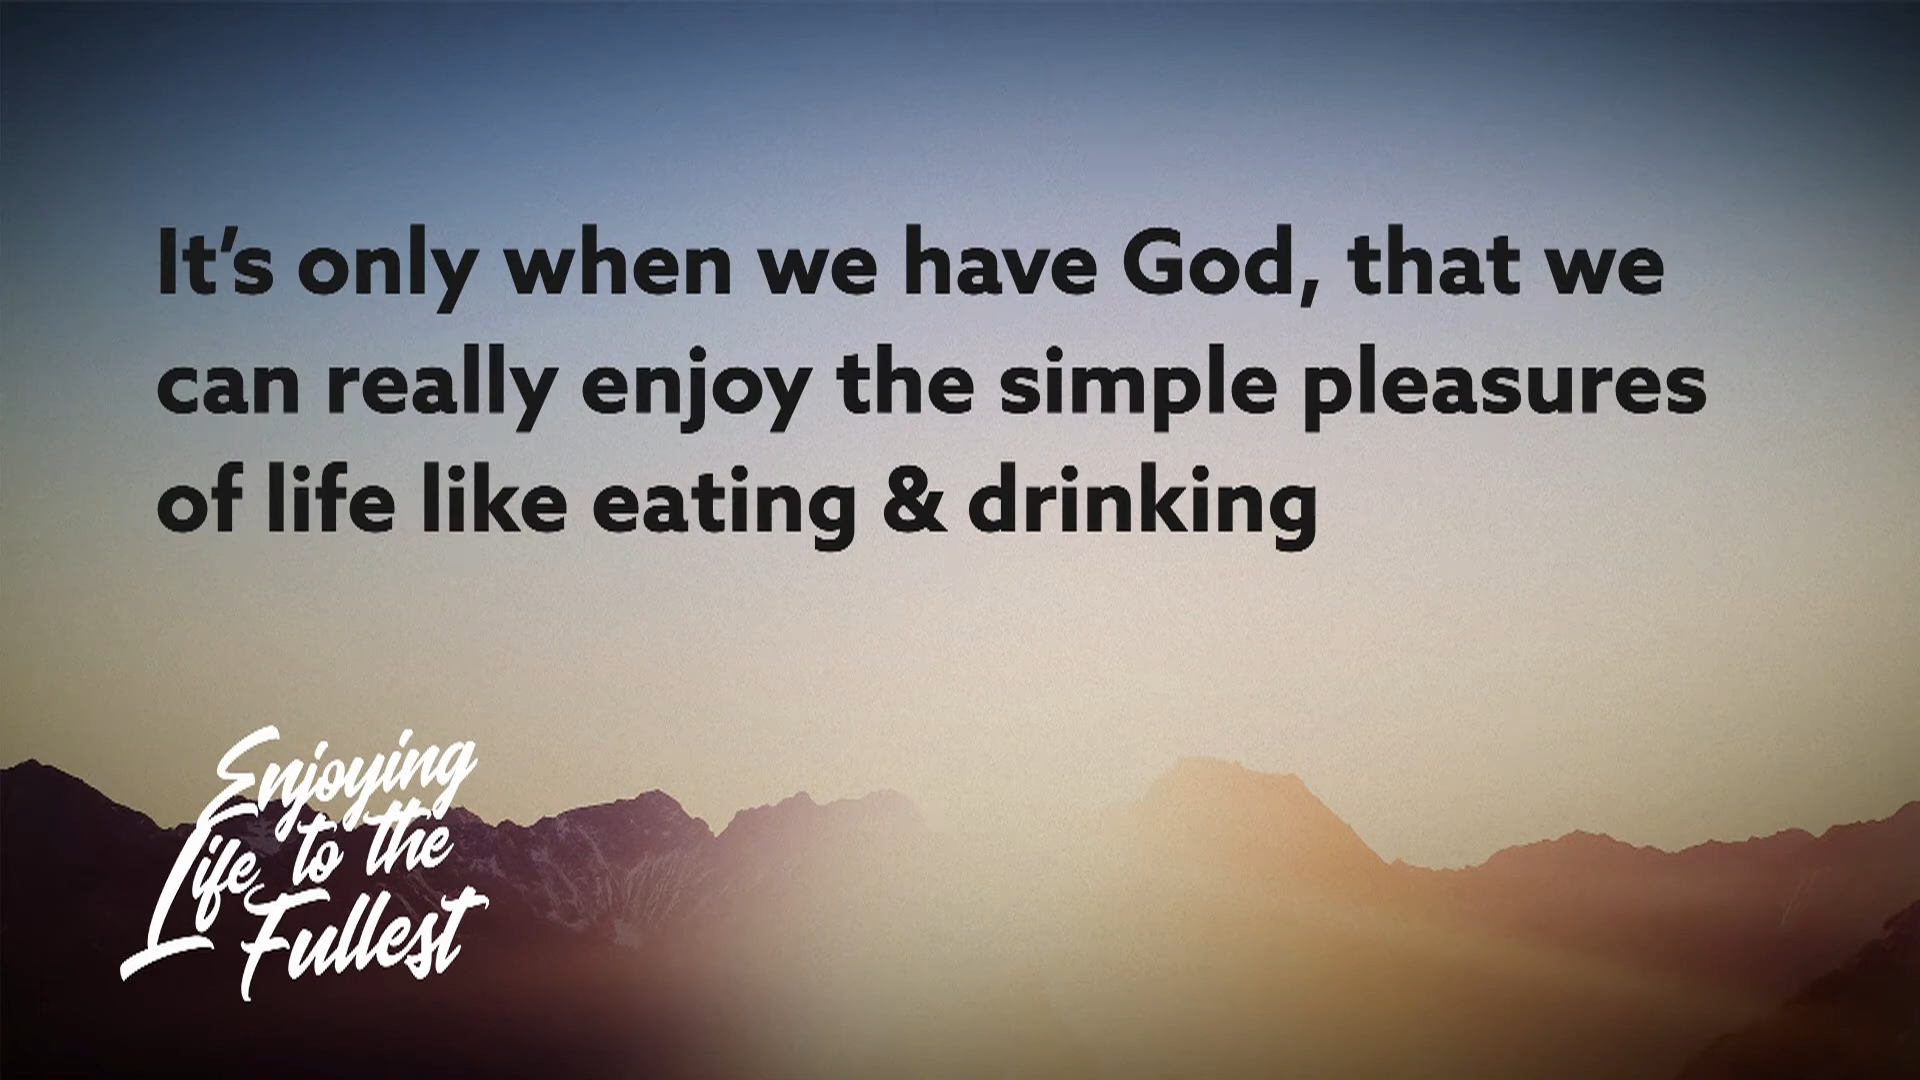 It's only when we have God, that we
can really enjoy the simple pleasures
of life like eating & drinking
Enjoying
Life to the
Fullest